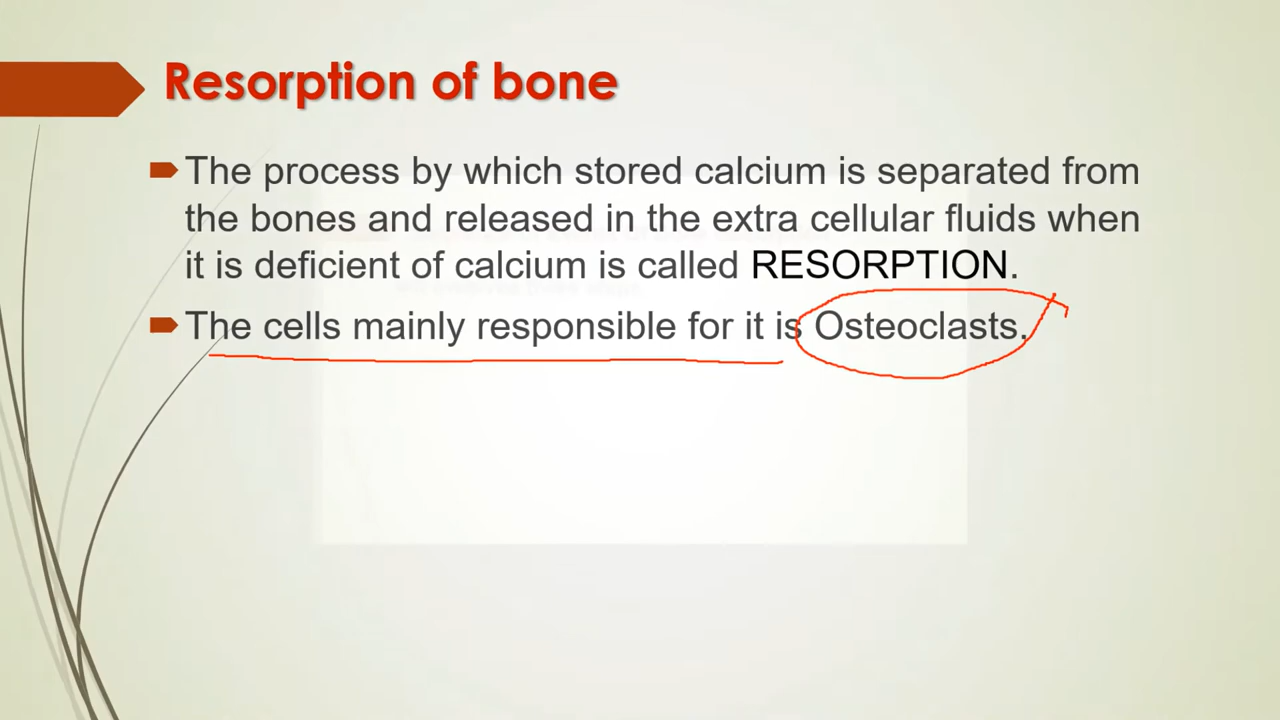 Resorption of bone
The process by which stored calcium is separated from
the bones and released in the extra cellular fluids when
it is deficient of calcium is called RESORPTION.
The cells mainly responsible for it is Osteoclasts.